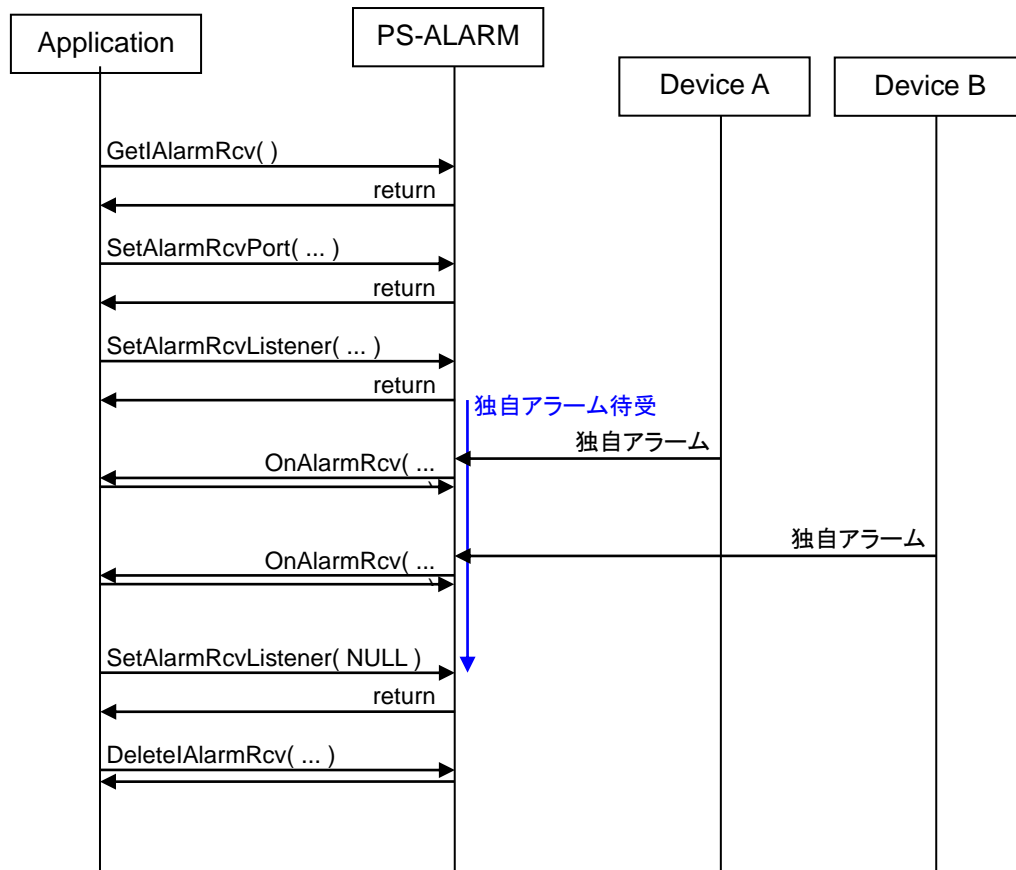 Application
PS-ALARM
Device A
Device B
GetIAlarmRcv( )
return
SetAlarmRcvPort( ... )
return
SetAlarmRcvListener( ... )
return
独自アラーム待受
独自アラーム
OnAlarmRcv( ...
独自アラーム
OnAlarmRcv( ...
SetAlarmRcvListener( NULL )
return
DeleteIAlarmRcv( ... )